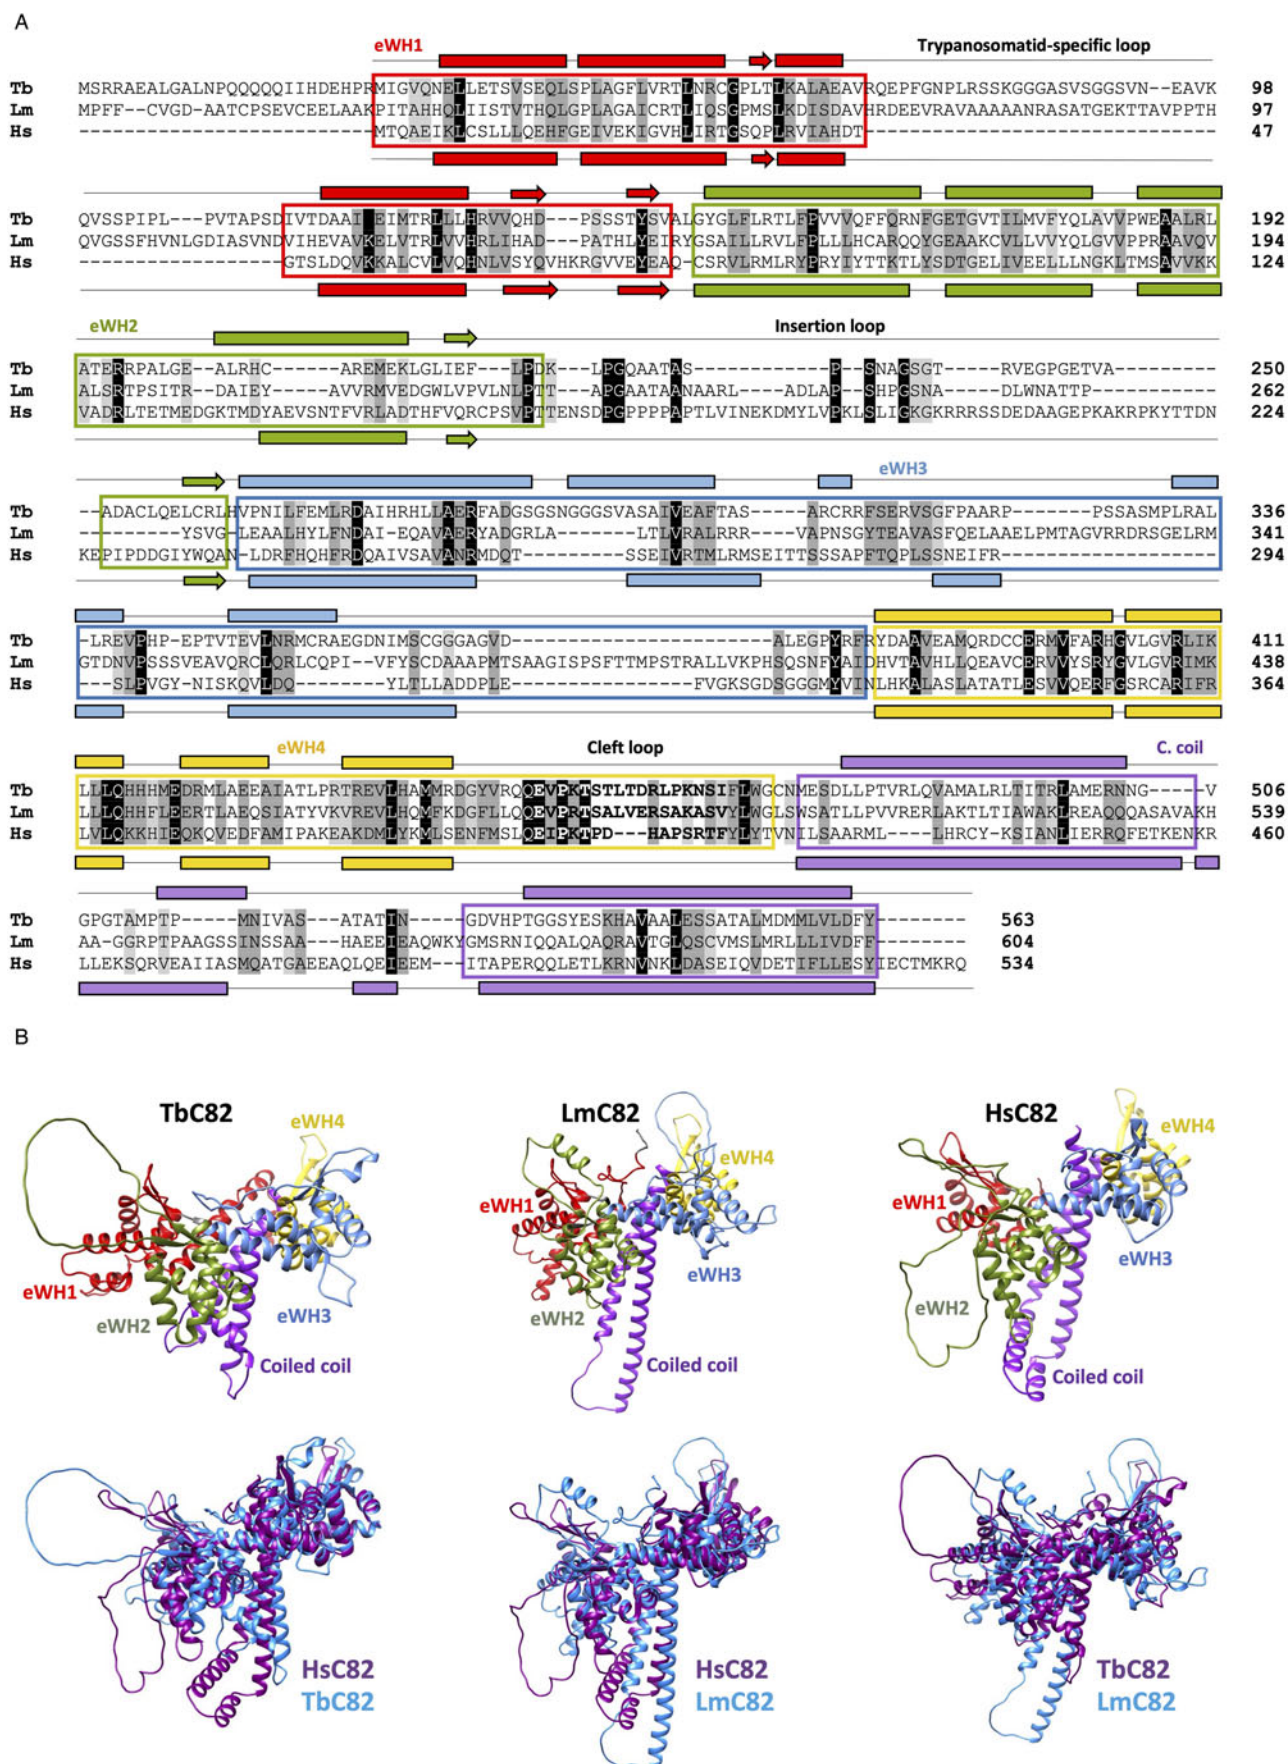 A
eWH1 Trypanosomatid-specific loop
Tb MSRRAEALGALNPQQQQQIIHDEHPRMIGVQNELLETSVSEQLSPLAGFLVRTLNRCGPLTLKALAEAVRQEPFGNPLRSSKGGGASVSGGSVN--EAVK 98
Lm MPFF--CVGD-AATCPSEVCEELAAKPITAHHQLIISTVTHQLGPIAGAICRTLISQGPMSLKDISDAVHRDEEVRAVAAAAANRASATGEKTTAVPPTH 97
Hs --------------------------MTQAEIKLCSLLLQEHFGEIVEKIGVHLIRTGSQPLRVIAHDT------------------------------- 47
Tb QVSSPIPL---PVTAPSDIVTDAAIKEIMTRLLLHRVVQHD---PSSSTYSVALGYGLFLRTLFPVVVQFFQRNFGETGVTILMVFYQLAVVPWEAALRL 192
Lm QVGSSFHVNLGDIASVNDVIHEVAVKELVTRLVVHRLIHAD---PATHLYEIRYGSAILLRVLFPLLLHCARQQYGEAAKCVLLVVYQLGVVPPRAAVQV 194
Hs ------------------GTSLDQVKKALCVLVQHNLVSYQVHKRGVVEYEAQ-CSRVLRMLRYPRYIYTTKTLYSDTGELIVEELLLNGKLTMSAVVKK 124
eWH2 Insertion loop
Tb ATERRPALGE--ALRHC------AREMEKLGLIEF---LPDK---LPGQAATAS------------P--SNAGSGT----RVEGPGETVA--------- 250
Lm ALSRTPSITR--DAIEY------AVVRMVEDGWLVPVLNLPTT--APGAATAANAARL----ADLAP--SHPGSNA----DLWNATTP----------- 262
Hs VADRLTETMEDGKTMDYAEVSNTFVRLADTHFVQRCPSVPTTENSDPGPPPPAPTLVINEKDMYLVPKLSLIGKGKRRRSSDEDAAGEPKAKRPKYTTDN 224
eWH3
Tb --ADACLQELCRLHVPNILFEMLRDAIHRHLLAERFADGSGSNGGGSVASAIVEAFTAS-----ARCRRFSERVSGFPAARP------PSSASMPLRAL 336
Lm ---------YSVG-LEAALHYLFNDAI-EQAVAERYADGRLA-------LTLVRALRRR-----VAPNSGYTEAVASFQELAAELPMTAGVRRDRSGELRM 341
Hs KEPIPDDGIYWQAN-LDRFHQHFRDQAIVSAVANRMDQT---------SSEIVRTMLRMSEITTSSSAPFTQPLSSNEIFR------------------- 294
Tb -LREVPHP-EPTVTEVLNRMCRAEGDNIMSCGGGAGVD-----------------------ALEGPYRFRYDAAVEAMQRDCCERMVFARHGVLGVRLIK 411
Lm GTDNVPSSSVEAVQRCLQRLCQPI--VFYSCDAAAPMTSAAGISPSFTTMPSTRALLVKPHSQSNFYAIDHVTAVHLLQEAVCERVVYSRYGVLGVRIMK 438
Hs ---SLPVGY-NISKQVLDQ--------YLTLLADDPLE----------------FVGKSGDSGGGMYVINLHKALASLATATLESVVQERFGSRCARIFR 364
eWH4 Cleft loop C. coil
Tb LLLQHHHMEDRMLAEEAIATLPRTREVLHAMMRDGYVRQQEVPKTSTLTDRLPKNSIFLWGCNMESDLLPTVRLQVAMALRLTITRLAMERNNG-----V 506
Lm LLLQHHFLEERTLAEQSIATYVKVREVLHTMFKDGFLLQQEVPRTSALVERSAKASVYLWGLSWSATLLPVVRERLAKTLTIAWAKLREAQQQASAVAKH 539
Hs LVLQKKHIEQKQVEDFAMIPAKEAKDMLYKMLSENFMSLQEIPKTPD--HAPSRTFYLYTVNILSAARML----LHRCY-KSIANLIERRQFETKENKR 460
Tb GPGTAMPTP-----MNIVAS---ATATIN-----GDVHPTGGSYESKHAVAALESSATALMDMMLVLDFY-------- 563
Lm AA-GGRPTPAAGSSINSSAA---HAEEIEAQWKYGMSRNIQQALQAQRAVTGLQSCVMSLMRLLLIVDFF-------- 604
Hs LLEKSQRVEAIIASMQATGAEEAQLQEIEEM---ITAPERQQLETLKRNVNKLDASEIQVDETIFLLESYIECTMKRQ 534
B
TbC82 LmC82 HsC82
eWH4 eWH4 eWH4
eWH1 eWH1 eWH1
eWH2 eWH3 eWH2 eWH3 eWH2 eWH3
Coiled coil Coiled coil Coiled coil
HsC82 HsC82 TbC82
TbC82 LmC82 LmC82